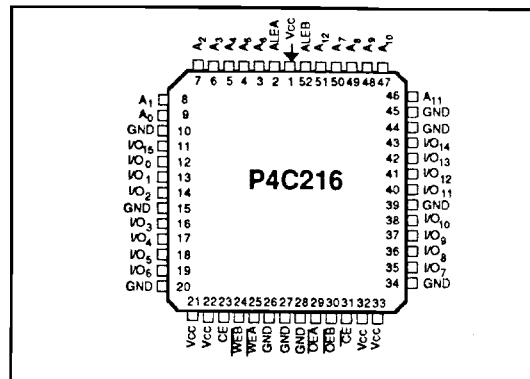 A2 A3 A4 A5 A6 ALEA Vcc ALEB A12 A7 A8 A9 A10
7 6 5 4 3 2 1 52 51 50 49 48 47
A1 8
A0 9
GND 10
I/O15 11
I/O0 12
I/O1 13
I/O2 14
GND 15
I/O3 16
I/O4 17
I/O5 18
I/O6 19
GND 20
P4C216
46 A11
45 GND
44 GND
43 I/O14
42 I/O13
41 I/O12
40 I/O11
39 GND
38 I/O10
37 I/O9
36 I/O8
35 I/O7
34 GND
21 22 23 24 25 26 27 28 29 30 31 32 33
Vcc Vcc CE W̅E̅B̅ W̅E̅A̅ GND GND GND O̅E̅A̅ O̅E̅B̅ C̅E̅ Vcc Vcc